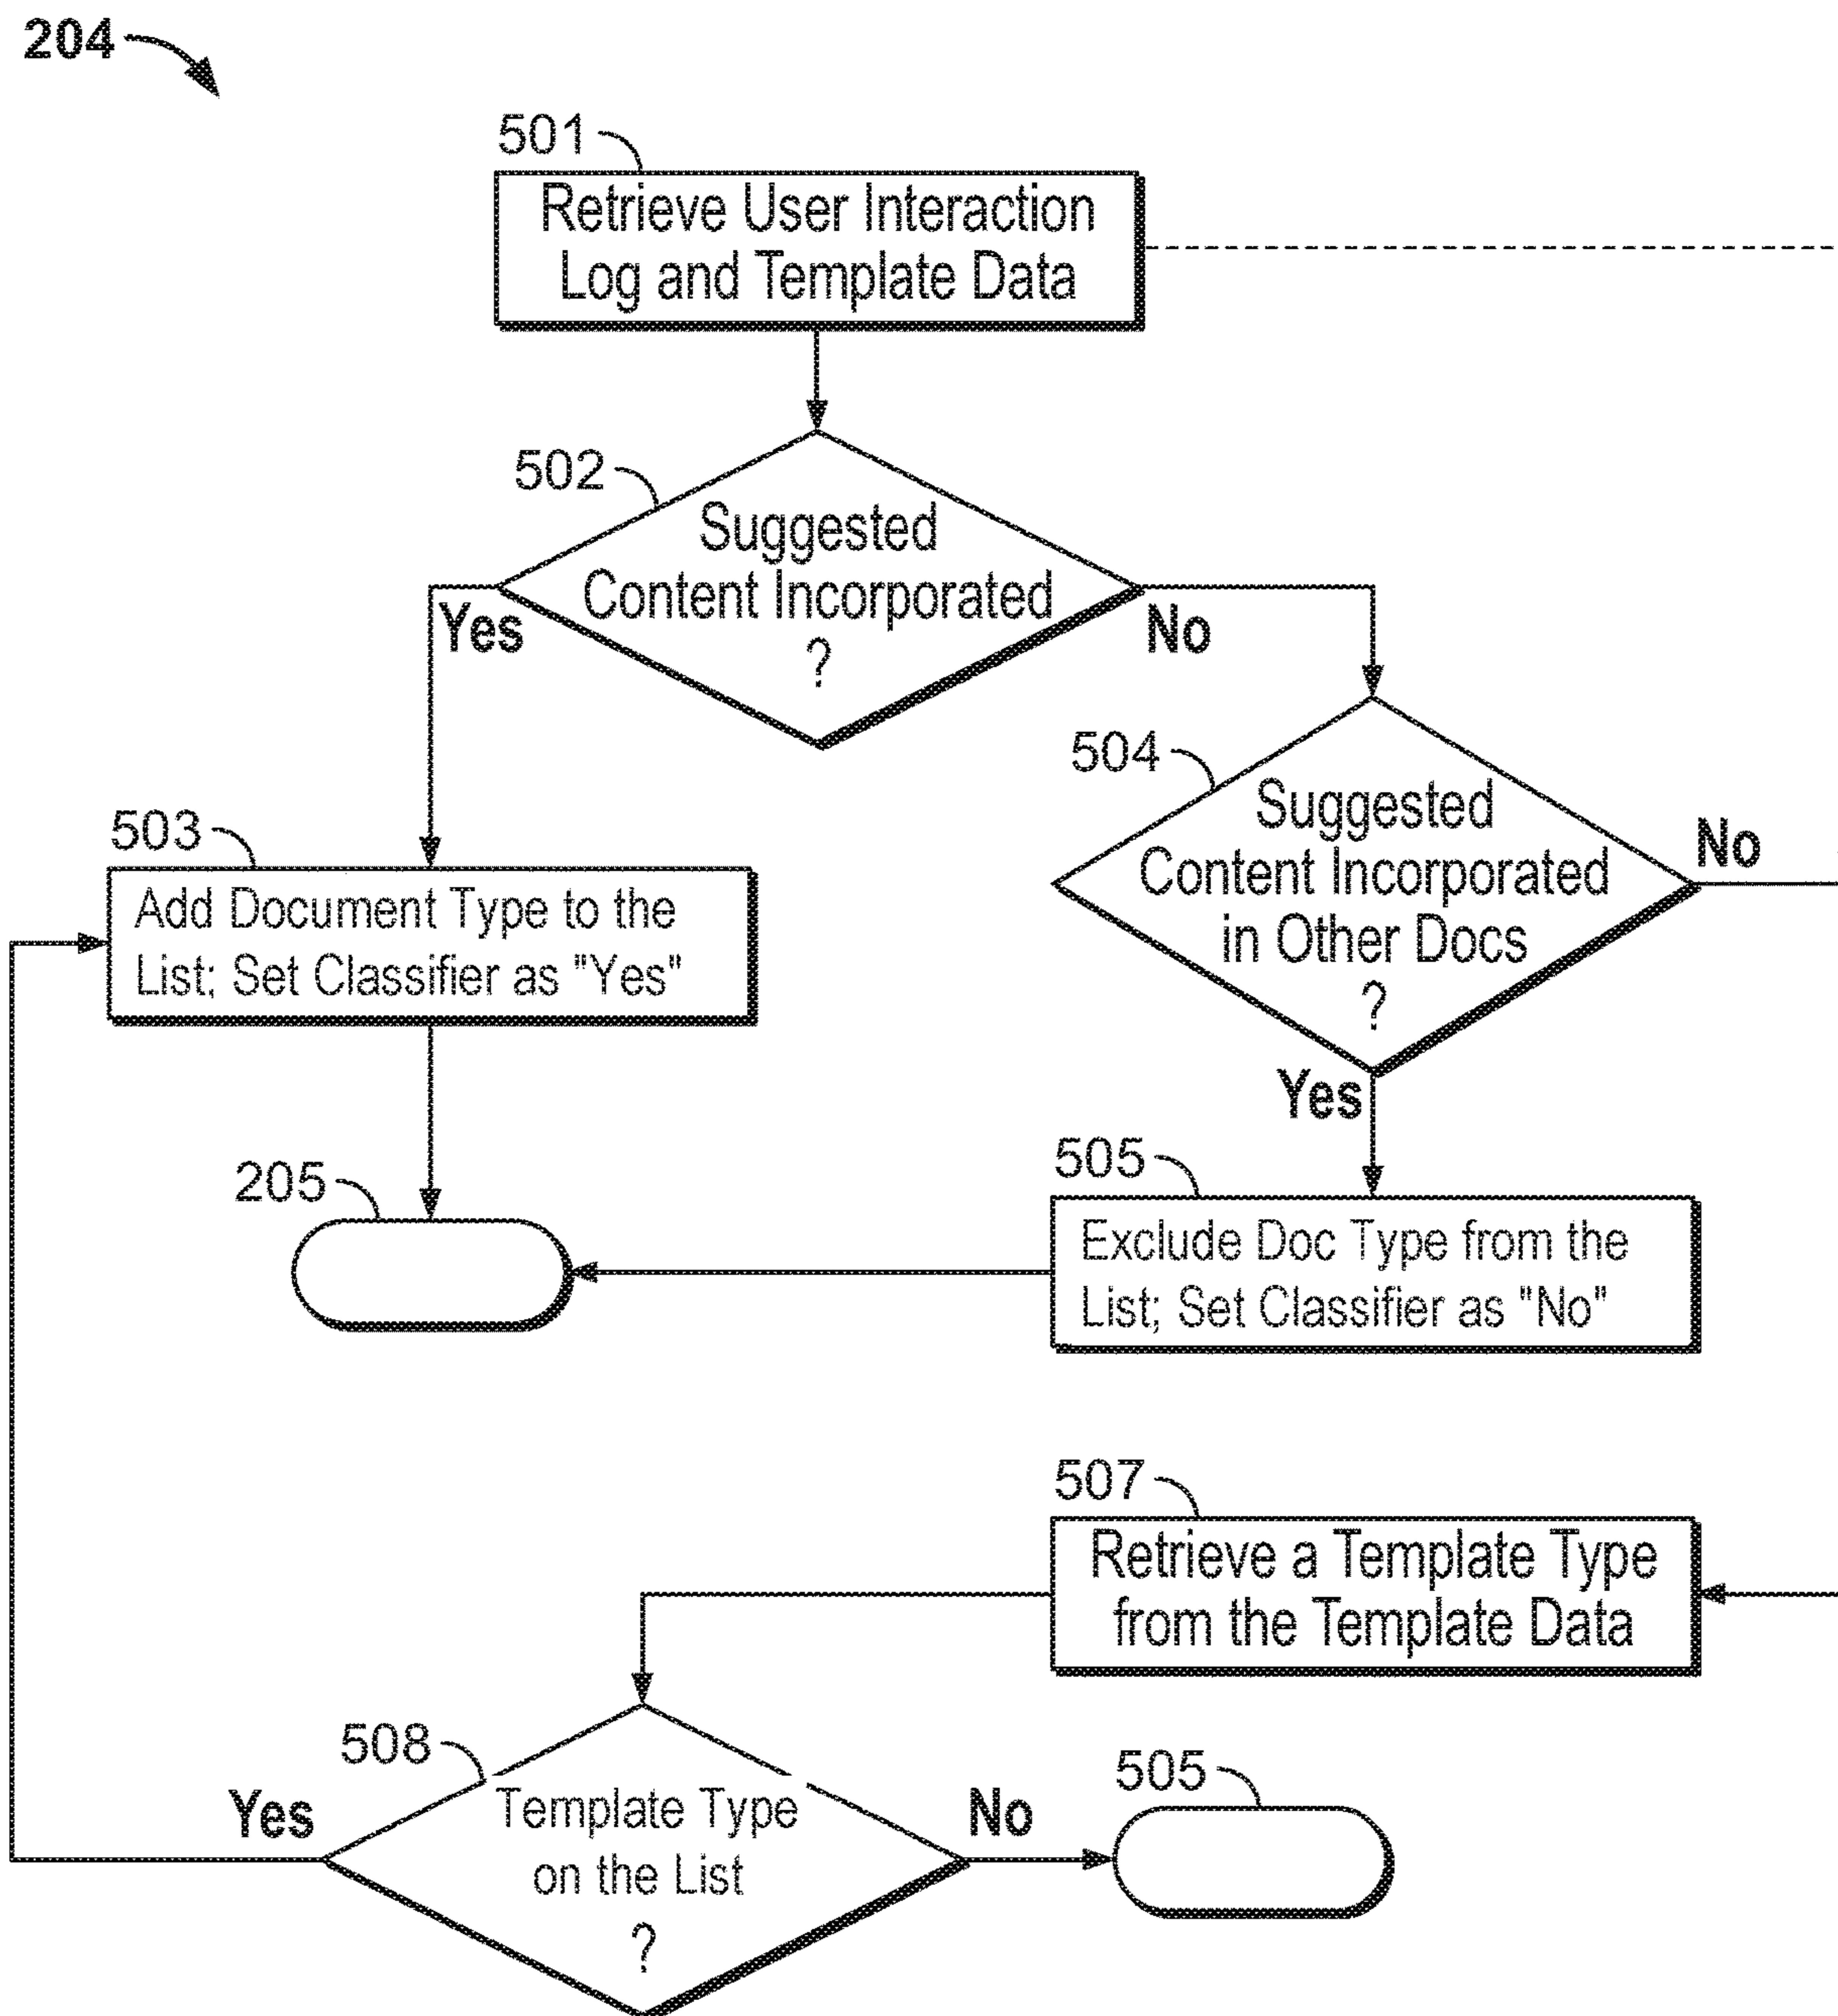 204
501
Retrieve User Interaction
Log and Template Data
502
Suggested
Content Incorporated
?
Yes
No
504
Suggested
Content Incorporated
in Other Docs
?
No
Yes
503
Add Document Type to the
List; Set Classifier as "Yes"
205
505
Exclude Doc Type from the
List; Set Classifier as "No"
507
Retrieve a Template Type
from the Template Data
508
Template Type
on the List
?
Yes
No
505